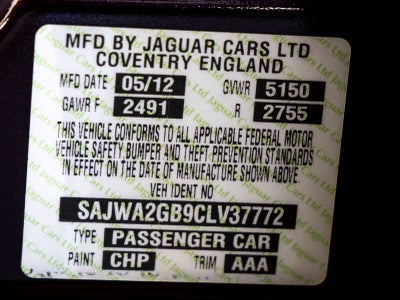 MFD BY JAGUAR CARS LTD
COVENTRY ENGLAND
MFD DATE 05/12 GVWR 5150
GAWR F 2491 R 2755
THIS VEHICLE CONFORMS TO ALL APPLICABLE FEDERAL MOTOR
VEHICLE SAFETY BUMPER AND THEFT PREVENTION STANDARDS
IN EFFECT ON THE DATE OF MANUFACTURE SHOWN ABOVE.
VEH IDENT NO
SAJWA2GB9CLV37772
TYPE PASSENGER CAR
PAINT CHP TRIM AAA